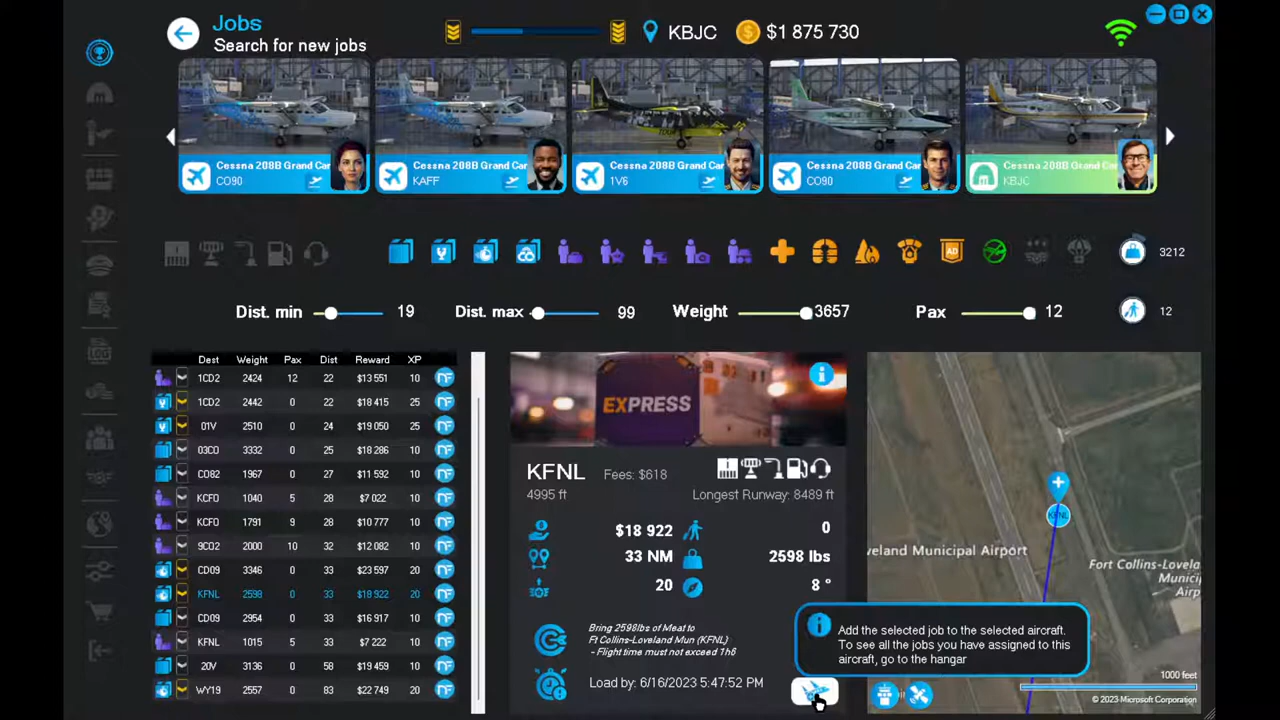 Jobs
Search for new jobs
KBJC
$1 875 730
Cessna 208B Grand Car
CO90
Cessna 208B Grand Car
KAFF
Cessna 208B Grand Car
1V6
Cessna 208B Grand Car
CO90
Cessna 208B Grand Car
KBJC
AD
3212
Dist. min 19 Dist. max 99 Weight 3657 Pax 12
12
Dest Weight Pax Dist Reward XP
1CD2 2424 12 22 $13 551 10
1CD2 2442 0 22 $18 415 25
01V 2510 0 24 $19 050 25
03CO 3332 0 25 $18 286 10
CO82 1967 0 27 $11 592 10
KCFO 1040 5 28 $7 022 10
KCFO 1791 9 28 $10 777 10
9CO2 2000 10 32 $12 082 10
CD09 3346 0 33 $23 597 20
KFNL 2598 0 33 $18 922 20
CD09 2954 0 33 $16 917 10
KFNL 1015 5 33 $7 222 10
20V 3136 0 58 $19 459 10
WY19 2557 0 83 $22 749 20
EXPRESS
KFNL Fees: $618
4995 ft Longest Runway: 8489 ft
$18 922 0
33 NM 2598 lbs
20 8 °
Bring 2598lbs of Meat to
Ft Collins-Loveland Mun (KFNL)
- Flight time must not exceed 1h6
Load by: 6/16/2023 5:47:52 PM
KFNL
veland Municipal Airport
Fort Collins-Lovela
Municipa
Airp
Add the selected job to the selected aircraft.
To see all the jobs you have assigned to this
aircraft, go to the hangar
1000 feet
© 2023 Microsoft Corporation